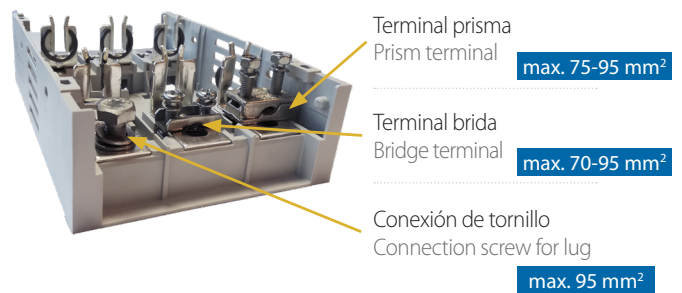 Terminal prisma
Prism terminal
max. 75-95 mm²
Terminal brida
Bridge terminal
max. 70-95 mm²
Conexión de tornillo
Connection screw for lug
max. 95 mm²